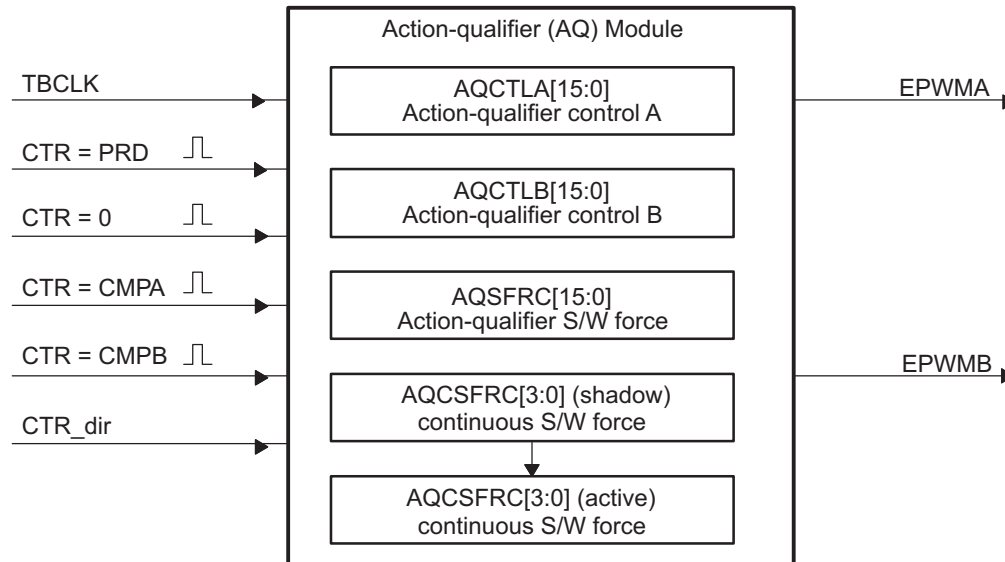 Action-qualifier (AQ) Module
TBCLK
CTR = PRD
CTR = 0
CTR = CMPA
CTR = CMPB
CTR_dir
AQCTLA[15:0]
Action-qualifier control A
AQCTLB[15:0]
Action-qualifier control B
AQSFRC[15:0]
Action-qualifier S/W force
AQCSFRC[3:0] (shadow)
continuous S/W force
AQCSFRC[3:0] (active)
continuous S/W force
EPWMA
EPWMB